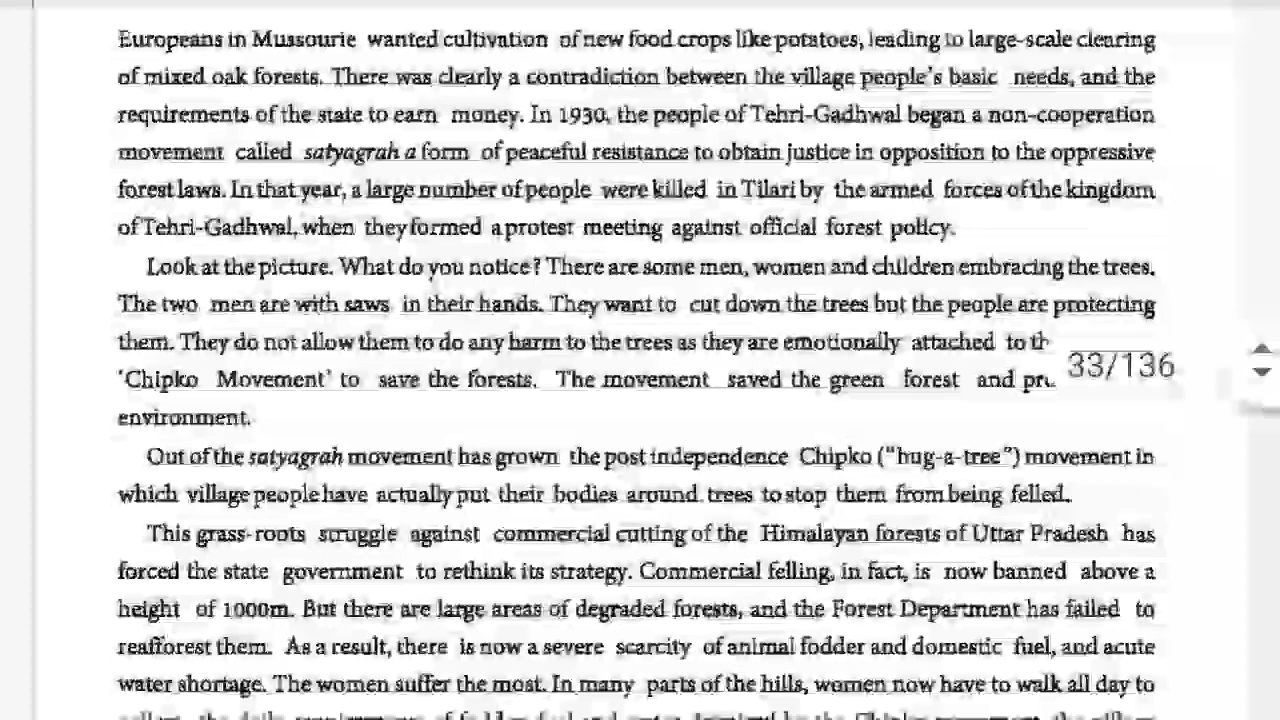 Europeans in Mussourie wanted cultivation of new food crops like potatoes, leading to large-scale clearing
of mixed oak forests. There was clearly a contradiction between the village people's basic needs, and the
requirements of the state to earn money. In 1930, the people of Tehri-Gadhwal began a non-cooperation
movement called satyagrah a form of peaceful resistance to obtain justice in opposition to the oppressive
forest laws. In that year, a large number of people were killed in Tilari by the armed forces of the kingdom
of Tehri-Gadhwal, when they formed a protest meeting against official forest policy.
Look at the picture. What do you notice? There are some men, women and children embracing the trees.
The two men are with saws in their hands. They want to cut down the trees but the people are protecting
them. They do not allow them to do any harm to the trees as they are emotionally attached to th
'Chipko Movement' to save the forests. The movement saved the green forest and
33/136
environment.
Out of the satyagrah movement has grown the post independence Chipko ("hug-a-tree") movement in
which village people have actually put their bodies around trees to stop them from being felled.
This grass-roots struggle against commercial cutting of the Himalayan forests of Uttar Pradesh has
forced the state government to rethink its strategy. Commercial felling, in fact, is now banned above a
height of 1000m. But there are large areas of degraded forests, and the Forest Department has failed to
reafforest them. As a result, there is now a severe scarcity of animal fodder and domestic fuel, and acute
water shortage. The women suffer the most. In many parts of the hills, women now have to walk all day to